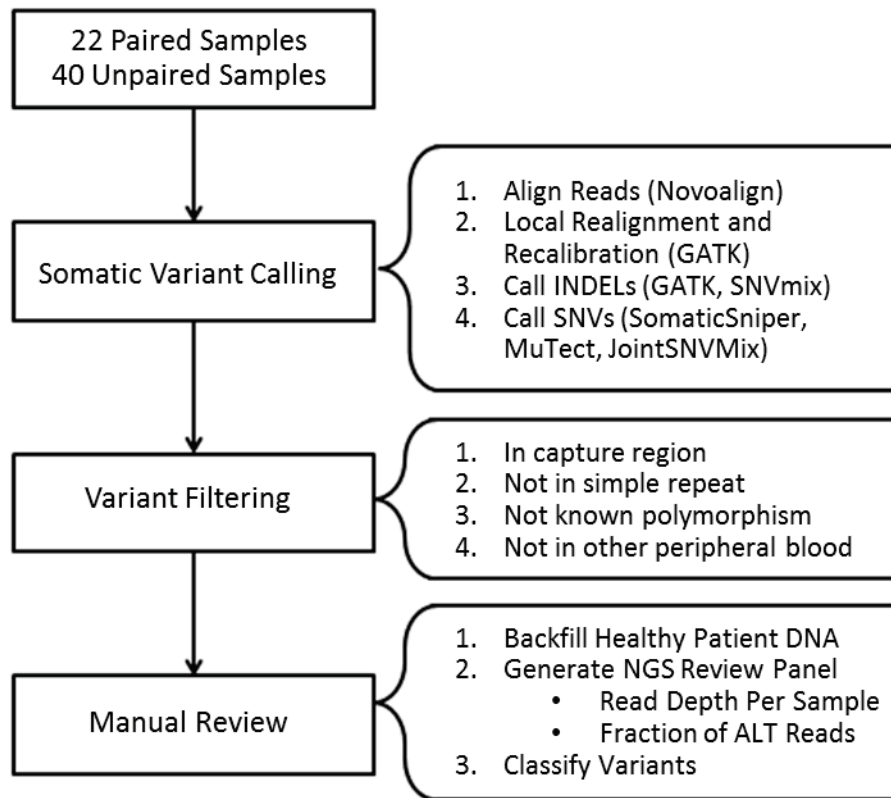 22 Paired Samples
40 Unpaired Samples
Somatic Variant Calling
1. Align Reads (Novoalign)
2. Local Realignment and
Recalibration (GATK)
3. Call INDELs (GATK, SNVmix)
4. Call SNVs (SomaticSniper,
MuTect, JointSNVMix)
Variant Filtering
1. In capture region
2. Not in simple repeat
3. Not known polymorphism
4. Not in other peripheral blood
Manual Review
1. Backfill Healthy Patient DNA
2. Generate NGS Review Panel
• Read Depth Per Sample
• Fraction of ALT Reads
3. Classify Variants